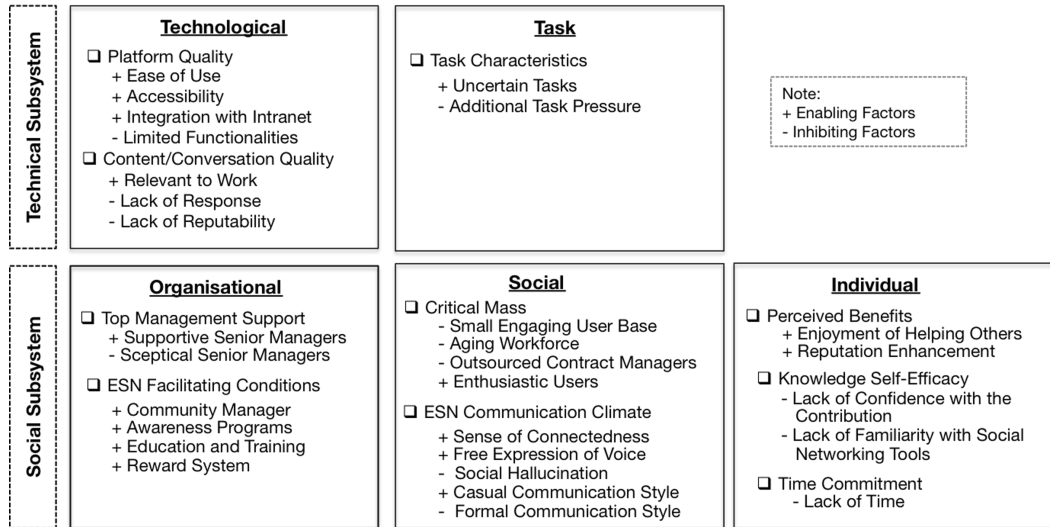 Technical Subsystem
Technological
❑ Platform Quality
+ Ease of Use
+ Accessibility
+ Integration with Intranet
- Limited Functionalities
❑ Content/Conversation Quality
+ Relevant to Work
- Lack of Response
- Lack of Reputability
Task
❑ Task Characteristics
+ Uncertain Tasks
- Additional Task Pressure
Note:
+ Enabling Factors
- Inhibiting Factors
Social Subsystem
Organisational
❑ Top Management Support
+ Supportive Senior Managers
- Sceptical Senior Managers
❑ ESN Facilitating Conditions
+ Community Manager
+ Awareness Programs
+ Education and Training
+ Reward System
Social
❑ Critical Mass
- Small Engaging User Base
- Aging Workforce
- Outsourced Contract Managers
+ Enthusiastic Users
❑ ESN Communication Climate
+ Sense of Connectedness
+ Free Expression of Voice
- Social Hallucination
+ Casual Communication Style
- Formal Communication Style
Individual
❑ Perceived Benefits
+ Enjoyment of Helping Others
+ Reputation Enhancement
❑ Knowledge Self-Efficacy
- Lack of Confidence with the
Contribution
- Lack of Familiarity with Social
Networking Tools
❑ Time Commitment
- Lack of Time